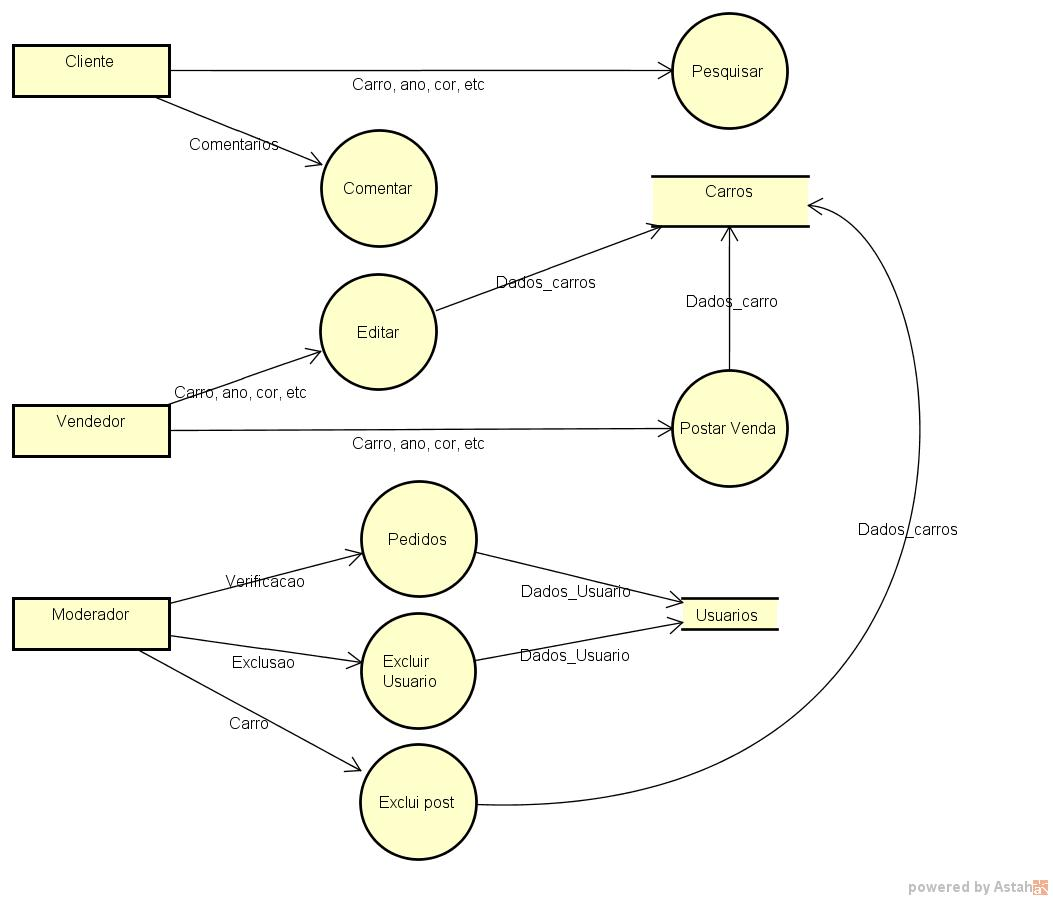 Cliente
Carro, ano, cor, etc
Pesquisar
Comentarios
Comentar
Carros
Editar
Dados_carros
Dados_carro
Carro, ano, cor, etc
Vendedor
Carro, ano, cor, etc
Postar Venda
Pedidos
Dados_carros
Verificacao
Dados_Usuario
Moderador
Usuarios
Exclusao
Excluir
Usuario
Dados_Usuario
Carro
Exclui post
powered by Astah